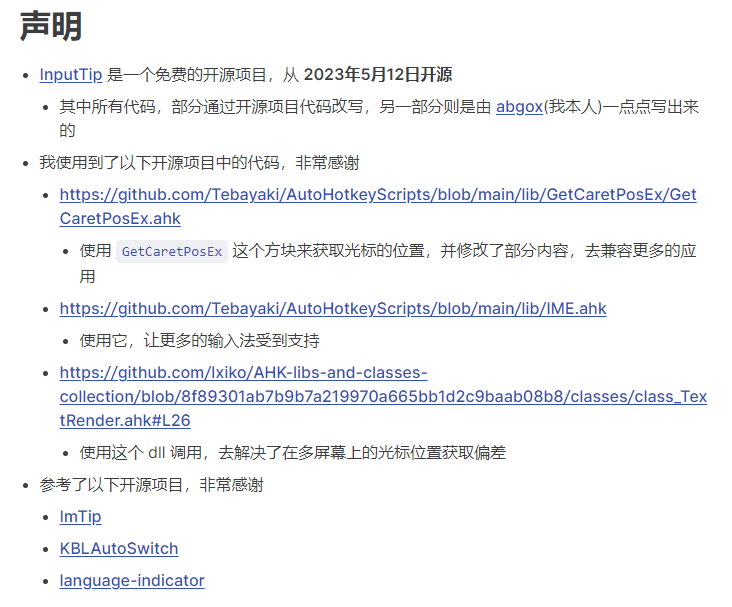 声明
InputTip 是一个免费的开源项目，从 2023年5月12日开源
其中所有代码，部分通过开源项目代码改写，另一部分则是由 abgox(我本人)一点点写出来
的
我使用到了以下开源项目中的代码，非常感谢
https://github.com/Tebayaki/AutoHotkeyScripts/blob/main/lib/GetCaretPosEx/Get
CaretPosEx.ahk
使用 GetCaretPosEx 这个方块来获取光标的位置，并修改了部分内容，去兼容更多的应
用
https://github.com/Tebayaki/AutoHotkeyScripts/blob/main/lib/IME.ahk
使用它，让更多的输入法受到支持
https://github.com/Ixiko/AHK-libs-and-classes-
collection/blob/8f89301ab7b9b7a219970a665bb1d2c9baab08b8/classes/class_Tex
tRender.ahk#L26
使用这个 dll 调用，去解决了在多屏幕上的光标位置获取偏差
参考了以下开源项目，非常感谢
ImTip
KBLAutoSwitch
language-indicator